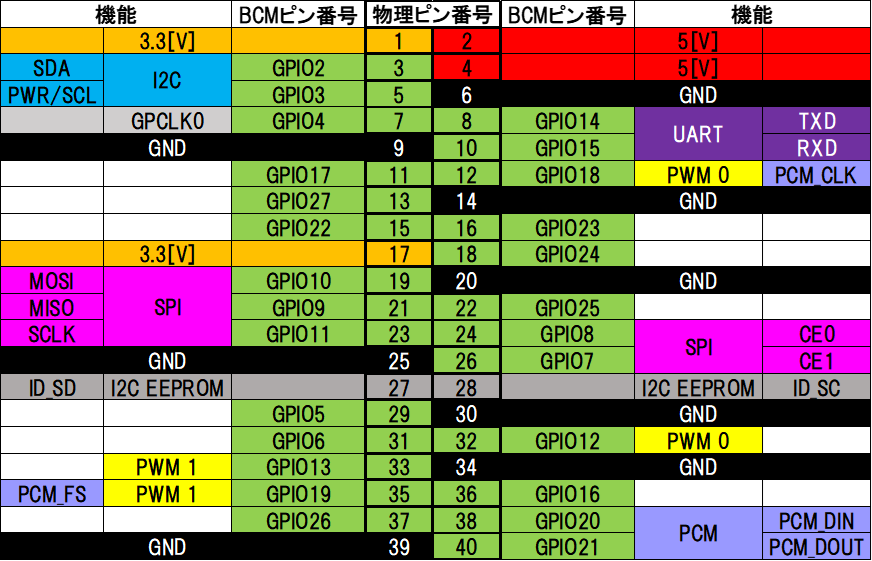 機能 BCMピン番号 物理ピン番号 BCMピン番号 機能
3.3[V] 1 2 5[V]
SDA I2C GPIO2 3 4 5[V]
PWR/SCL GPIO3 5 6 GND
GPCLK0 GPIO4 7 8 GPIO14 UART TXD
GND 9 10 GPIO15 RXD
GPIO17 11 12 GPIO18 PWM 0 PCM_CLK
GPIO27 13 14 GND
GPIO22 15 16 GPIO23
3.3[V] 17 18 GPIO24
MOSI SPI GPIO10 19 20 GND
MISO GPIO9 21 22 GPIO25
SCLK GPIO11 23 24 GPIO8 SPI CE0
GND 25 26 GPIO7 CE1
ID_SD I2C EEPROM 27 28 I2C EEPROM ID_SC
GPIO5 29 30 GND
GPIO6 31 32 GPIO12 PWM 0
PWM 1 GPIO13 33 34 GND
PCM_FS PWM 1 GPIO19 35 36 GPIO16
GPIO26 37 38 GPIO20 PCM PCM_DIN
GND 39 40 GPIO21 PCM_DOUT